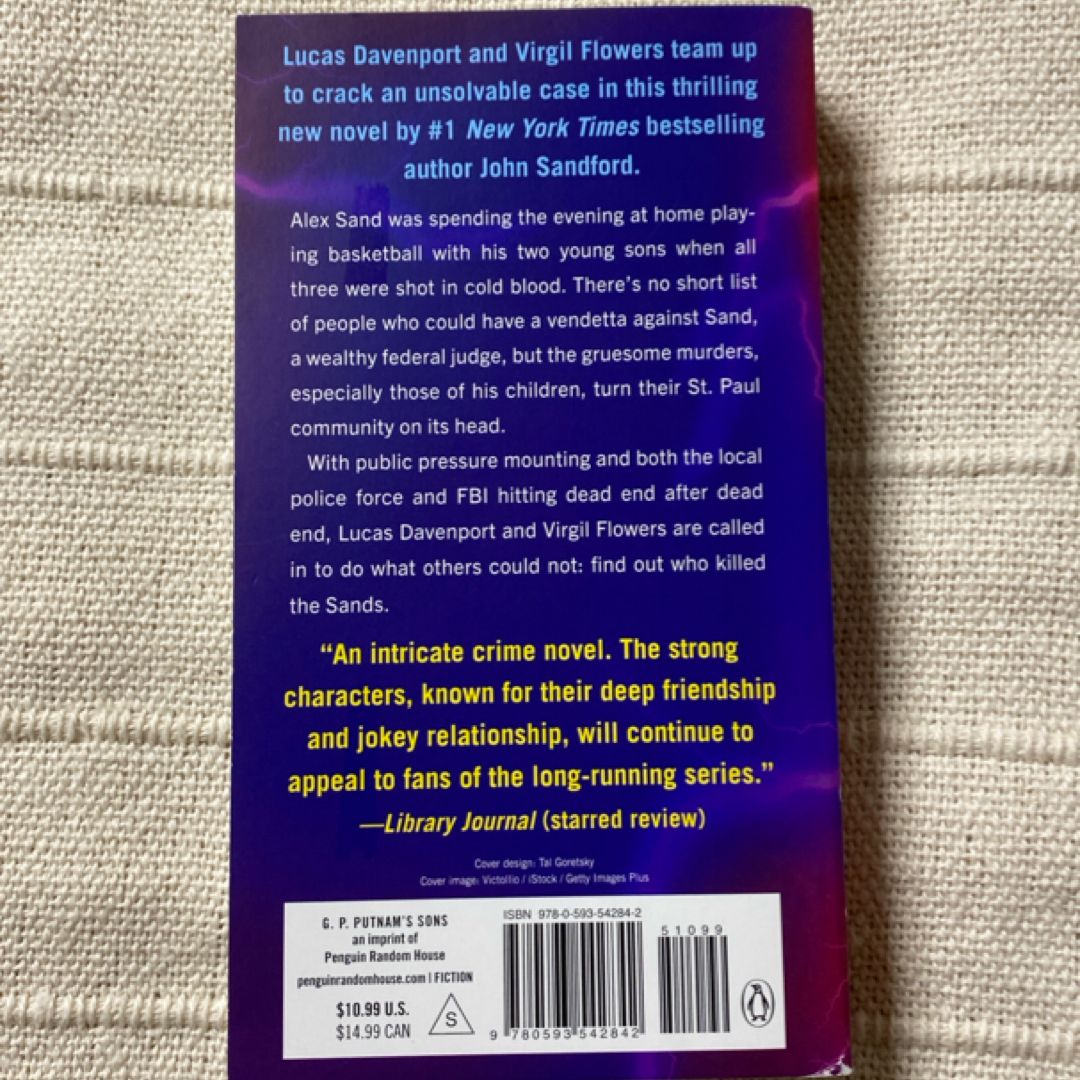 Lucas Davenport and Virgil Flowers team up
to crack an unsolvable case in this thrilling
new novel by #1 New York Times bestselling
author John Sandford.
Alex Sand was spending the evening at home play-
ing basketball with his two young sons when all
three were shot in cold blood. There's no short list
of people who could have a vendetta against Sand,
a wealthy federal judge, but the gruesome murders,
especially those of his children, turn their St. Paul
community on its head.
With public pressure mounting and both the local
police force and FBI hitting dead end after dead
end, Lucas Davenport and Virgil Flowers are called
in to do what others could not: find out who killed
the Sands.
“An intricate crime novel. The strong
characters, known for their deep friendship
and jokey relationship, will continue to
appeal to fans of the long-running series.”
—Library Journal (starred review)
Cover design: Tal Goretsky
Cover image: Victollio / iStock / Getty Images Plus
G. P. PUTNAM'S SONS
an imprint of
Penguin Random House
penguinrandomhouse.com | FICTION
$10.99 U.S.
$14.99 CAN
S
ISBN 978-0-593-54284-2
51099
9 780593 542842